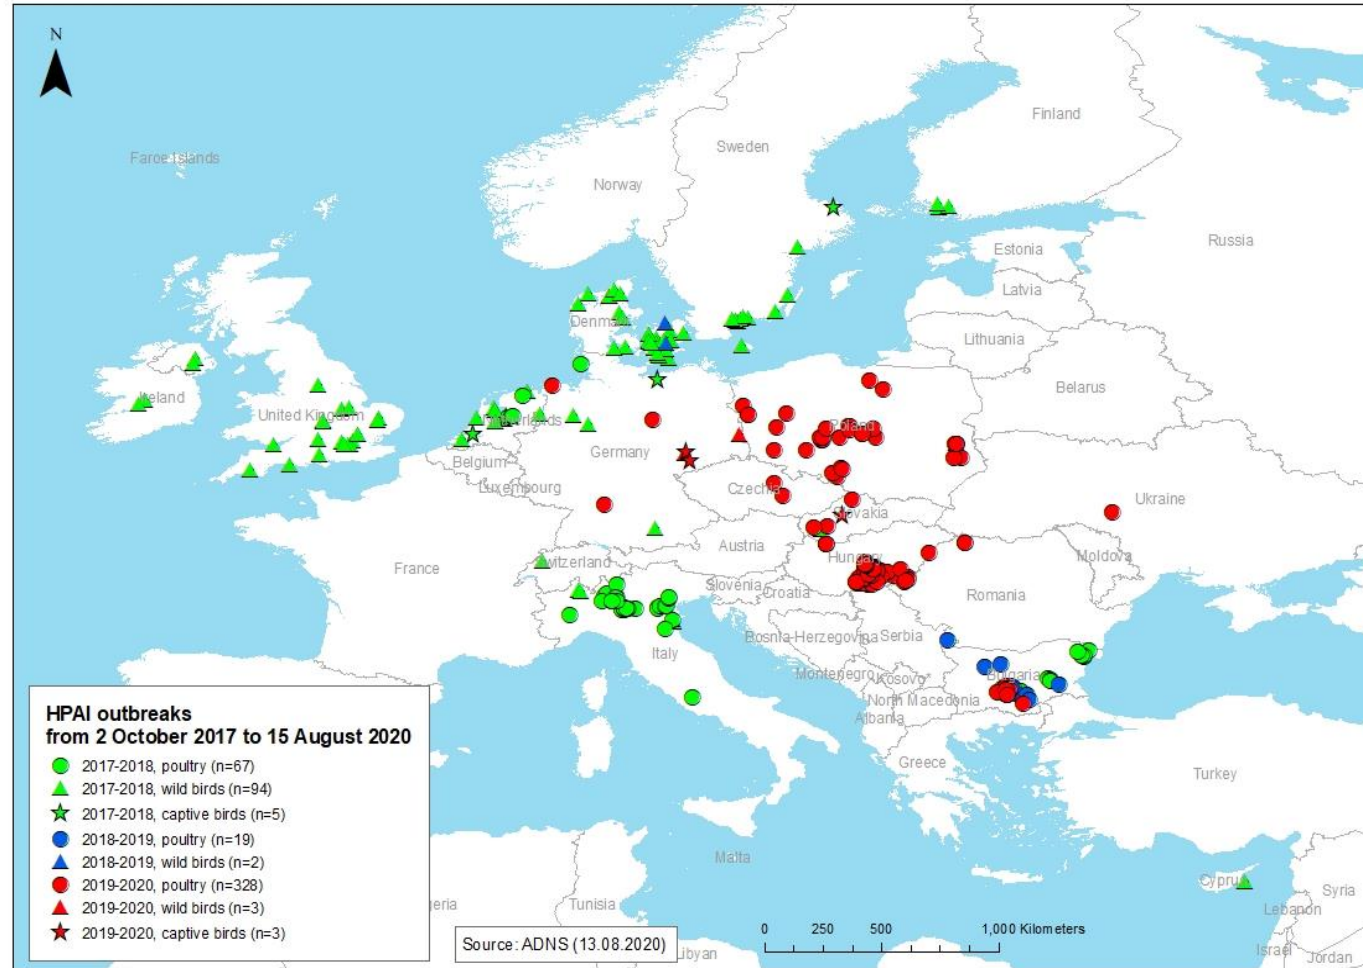 N
Finland
Sweden
Faroe Islands
Norway
Russia
Estonia
Latvia
Denmark
Lithuania
Belarus
Ireland
United Kingdom
Netherlands
Poland
Germany
Belgium
Czechia
Luxembourg
Ukraine
Slovakia
Austria
Hungary
Moldova
France
Switzerland
Slovenia
Croatia
Romania
Bosnia-Herzegovina
Serbia
Italy
Montenegro
Kosovo
Bulgaria
North Macedonia
Albania
Greece
Turkey
HPAI outbreaks
from 2 October 2017 to 15 August 2020
2017-2018, poultry (n=67)
2017-2018, wild birds (n=94)
2017-2018, captive birds (n=5)
2018-2019, poultry (n=19)
2018-2019, wild birds (n=2)
2019-2020, poultry (n=328)
2019-2020, wild birds (n=3)
2019-2020, captive birds (n=3)
Malta
Cyprus
Syria
Lebanon
Israel
Jordan
eria
Tunisia
ibyan
Source: ADNS (13.08.2020)
0 250 500 1,000 Kilometers